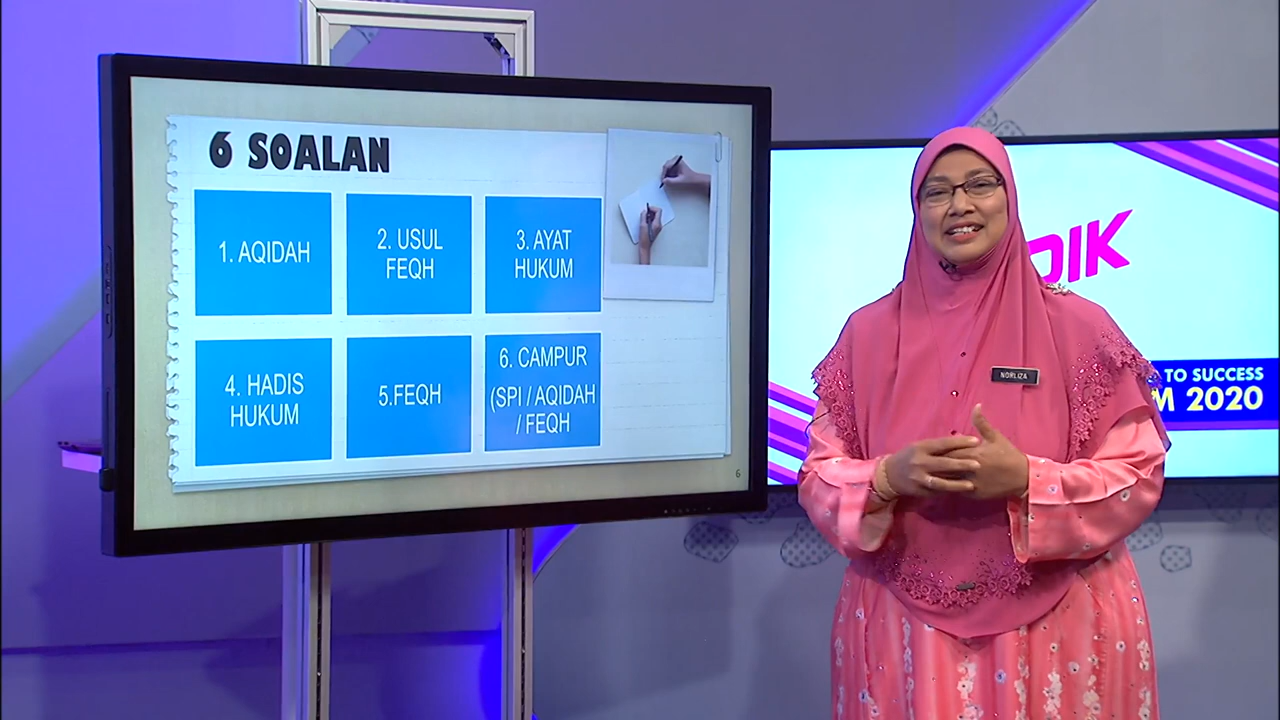 6 SOALAN
1. AQIDAH
2. USUL
FEQH
3. AYAT
HUKUM
4. HADIS
HUKUM
5.FEQH
6. CAMPUR
(SPI / AQIDAH
/ FEQH
6
DIK
TO SUCCESS
M 2020
NORLIZA